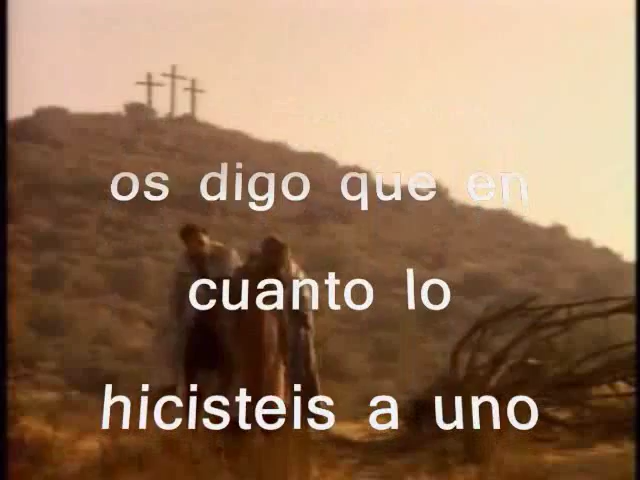 os digo que en
cuanto lo
hicisteis a uno